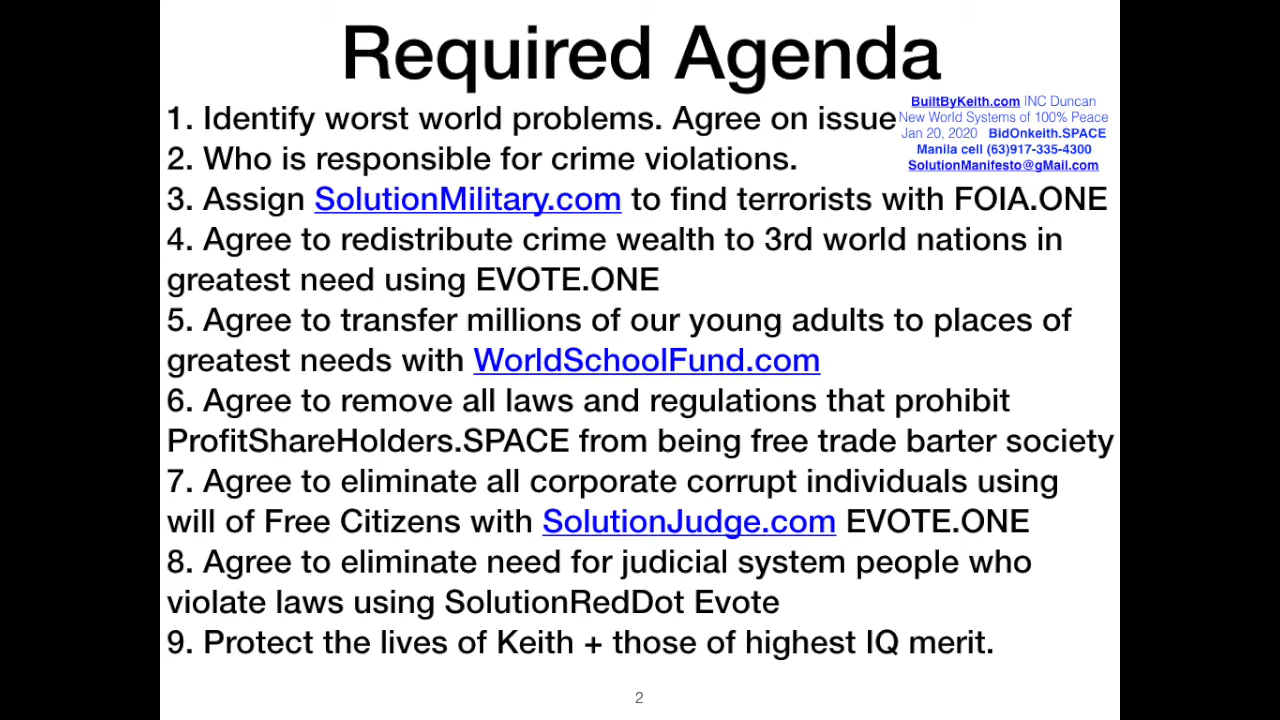 Required Agenda
BuiltByKeith.com INC Duncan
New World Systems of 100% Peace
Jan 20, 2020 BidOnkeith.SPACE
Manila cell (63)917-335-4300
SolutionManifesto@gMail.com
1. Identify worst world problems. Agree on issue
2. Who is responsible for crime violations.
3. Assign SolutionMilitary.com to find terrorists with FOIA.ONE
4. Agree to redistribute crime wealth to 3rd world nations in
greatest need using EVOTE.ONE
5. Agree to transfer millions of our young adults to places of
greatest needs with WorldSchoolFund.com
6. Agree to remove all laws and regulations that prohibit
ProfitShareHolders.SPACE from being free trade barter society
7. Agree to eliminate all corporate corrupt individuals using
will of Free Citizens with SolutionJudge.com EVOTE.ONE
8. Agree to eliminate need for judicial system people who
violate laws using SolutionRedDot Evote
9. Protect the lives of Keith + those of highest IQ merit.
2